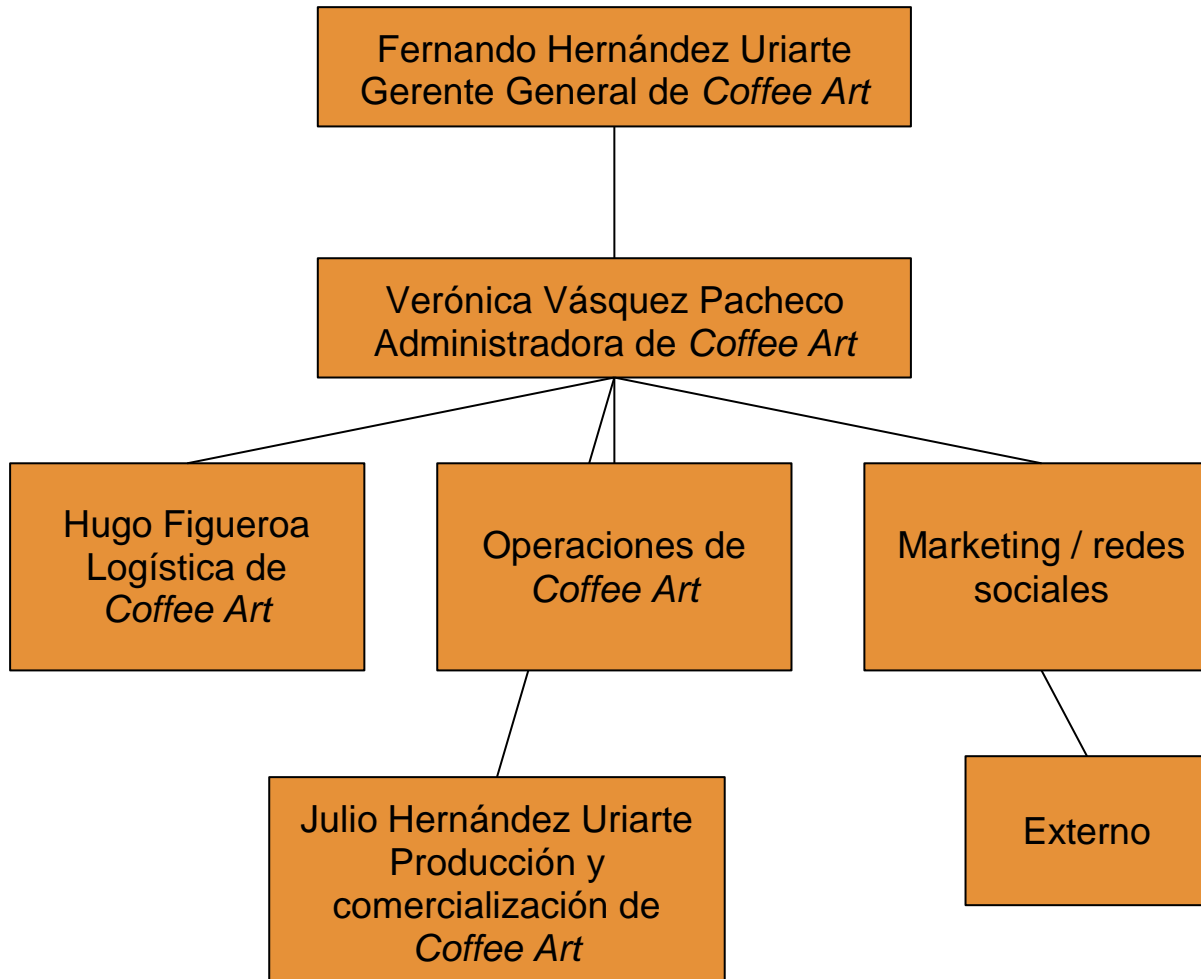 Fernando Hernández Uriarte
Gerente General de Coffee Art
Verónica Vásquez Pacheco
Administradora de Coffee Art
Hugo Figueroa
Logística de
Coffee Art
Operaciones de
Coffee Art
Marketing / redes
sociales
Julio Hernández Uriarte
Producción y
comercialización de
Coffee Art
Externo